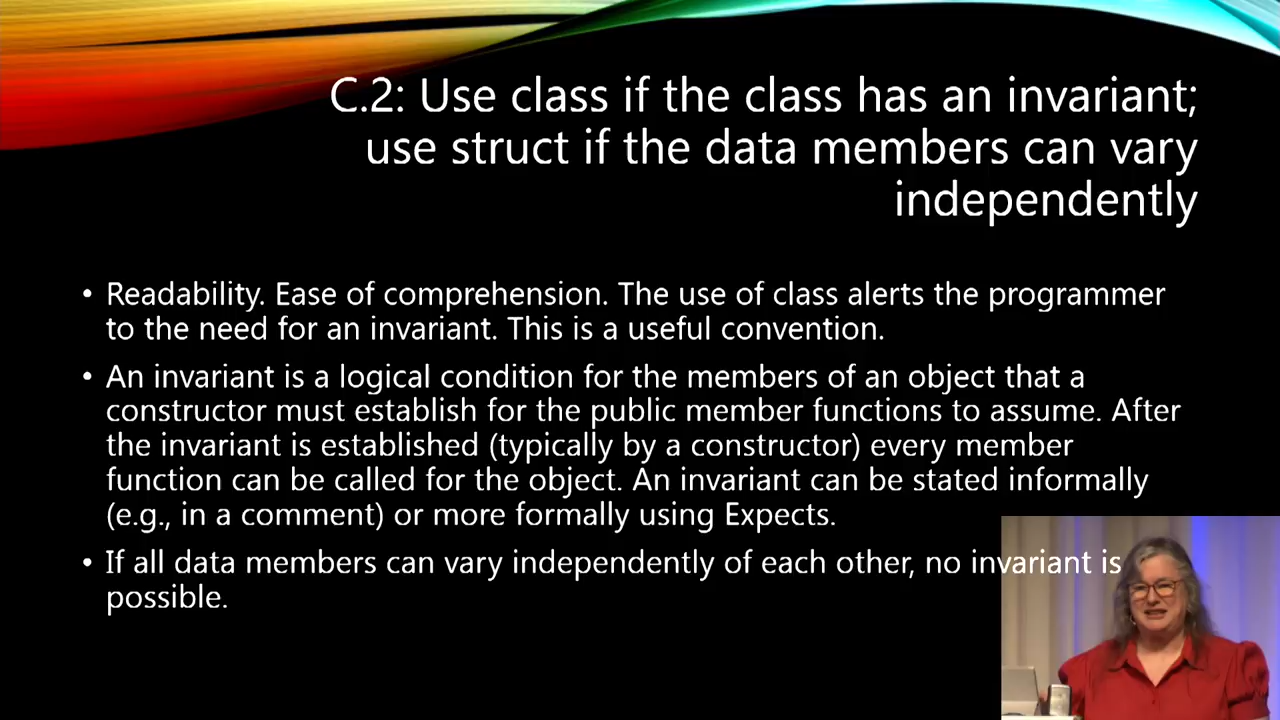 C.2: Use class if the class has an invariant;
use struct if the data members can vary
independently
• Readability. Ease of comprehension. The use of class alerts the programmer
to the need for an invariant. This is a useful convention.
• An invariant is a logical condition for the members of an object that a
constructor must establish for the public member functions to assume. After
the invariant is established (typically by a constructor) every member
function can be called for the object. An invariant can be stated informally
(e.g., in a comment) or more formally using Expects.
• If all data members can vary independently of each other, no invariant is
possible.